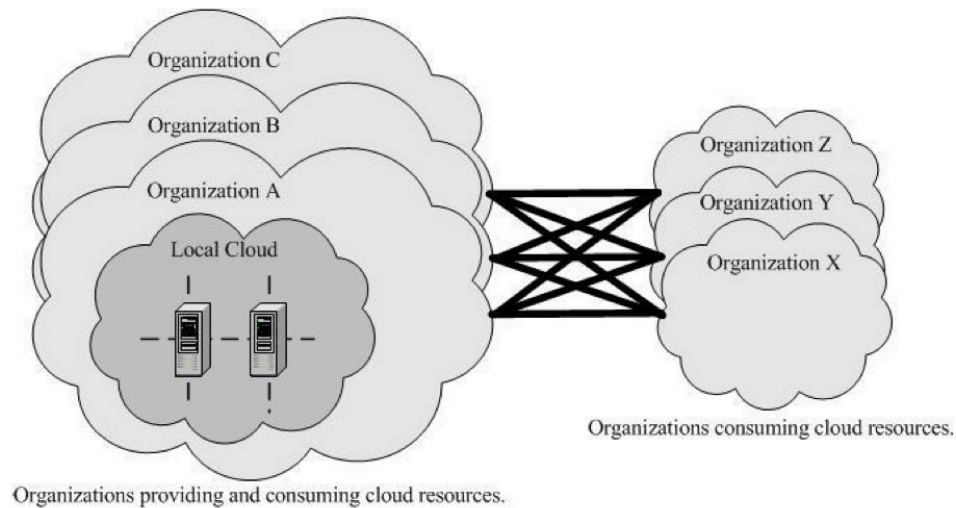 Organization C
Organization B
Organization A
Local Cloud
Organization Z
Organization Y
Organization X
Organizations consuming cloud resources.
Organizations providing and consuming cloud resources.